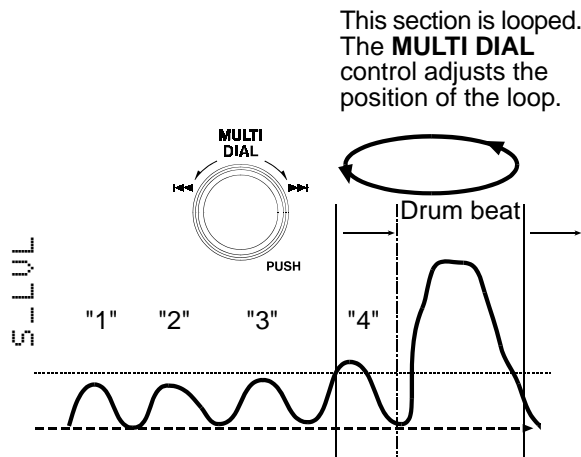 This section is looped.
The MULTI DIAL
control adjusts the
position of the loop.
MULTI
DIAL
PUSH
Drum beat
S_LVL
"1" "2" "3" "4"